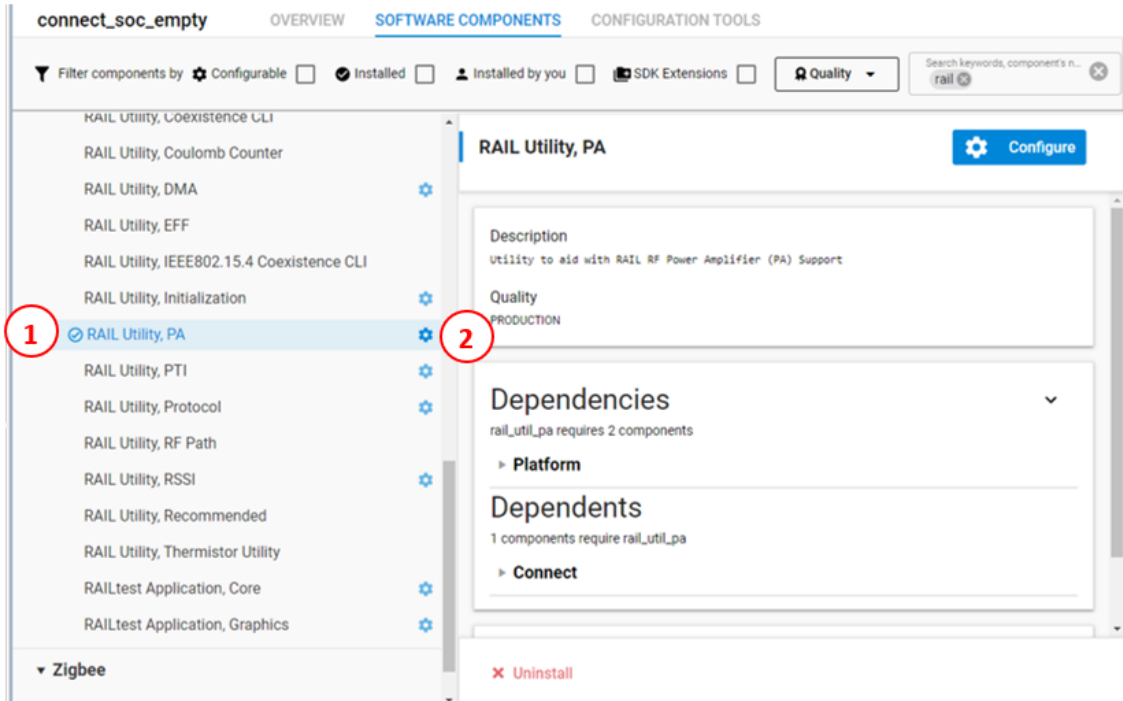 connect_soc_empty OVERVIEW SOFTWARE COMPONENTS CONFIGURATION TOOLS
Filter components by Configurable Installed Installed by you SDK Extensions Quality
Search keywords, component's n...
rail
RAIL Utility, Coexistence CLI
RAIL Utility, Coulomb Counter
RAIL Utility, DMA
RAIL Utility, EFF
RAIL Utility, IEEE802.15.4 Coexistence CLI
RAIL Utility, Initialization
1 RAIL Utility, PA 2
RAIL Utility, PTI
RAIL Utility, Protocol
RAIL Utility, RF Path
RAIL Utility, RSSI
RAIL Utility, Recommended
RAIL Utility, Thermistor Utility
RAILtest Application, Core
RAILtest Application, Graphics
Zigbee
RAIL Utility, PA
Configure
Description
Utility to aid with RAIL RF Power Amplifier (PA) Support
Quality
PRODUCTION
Dependencies
rail_util_pa requires 2 components
Platform
Dependents
1 components require rail_util_pa
Connect
Uninstall